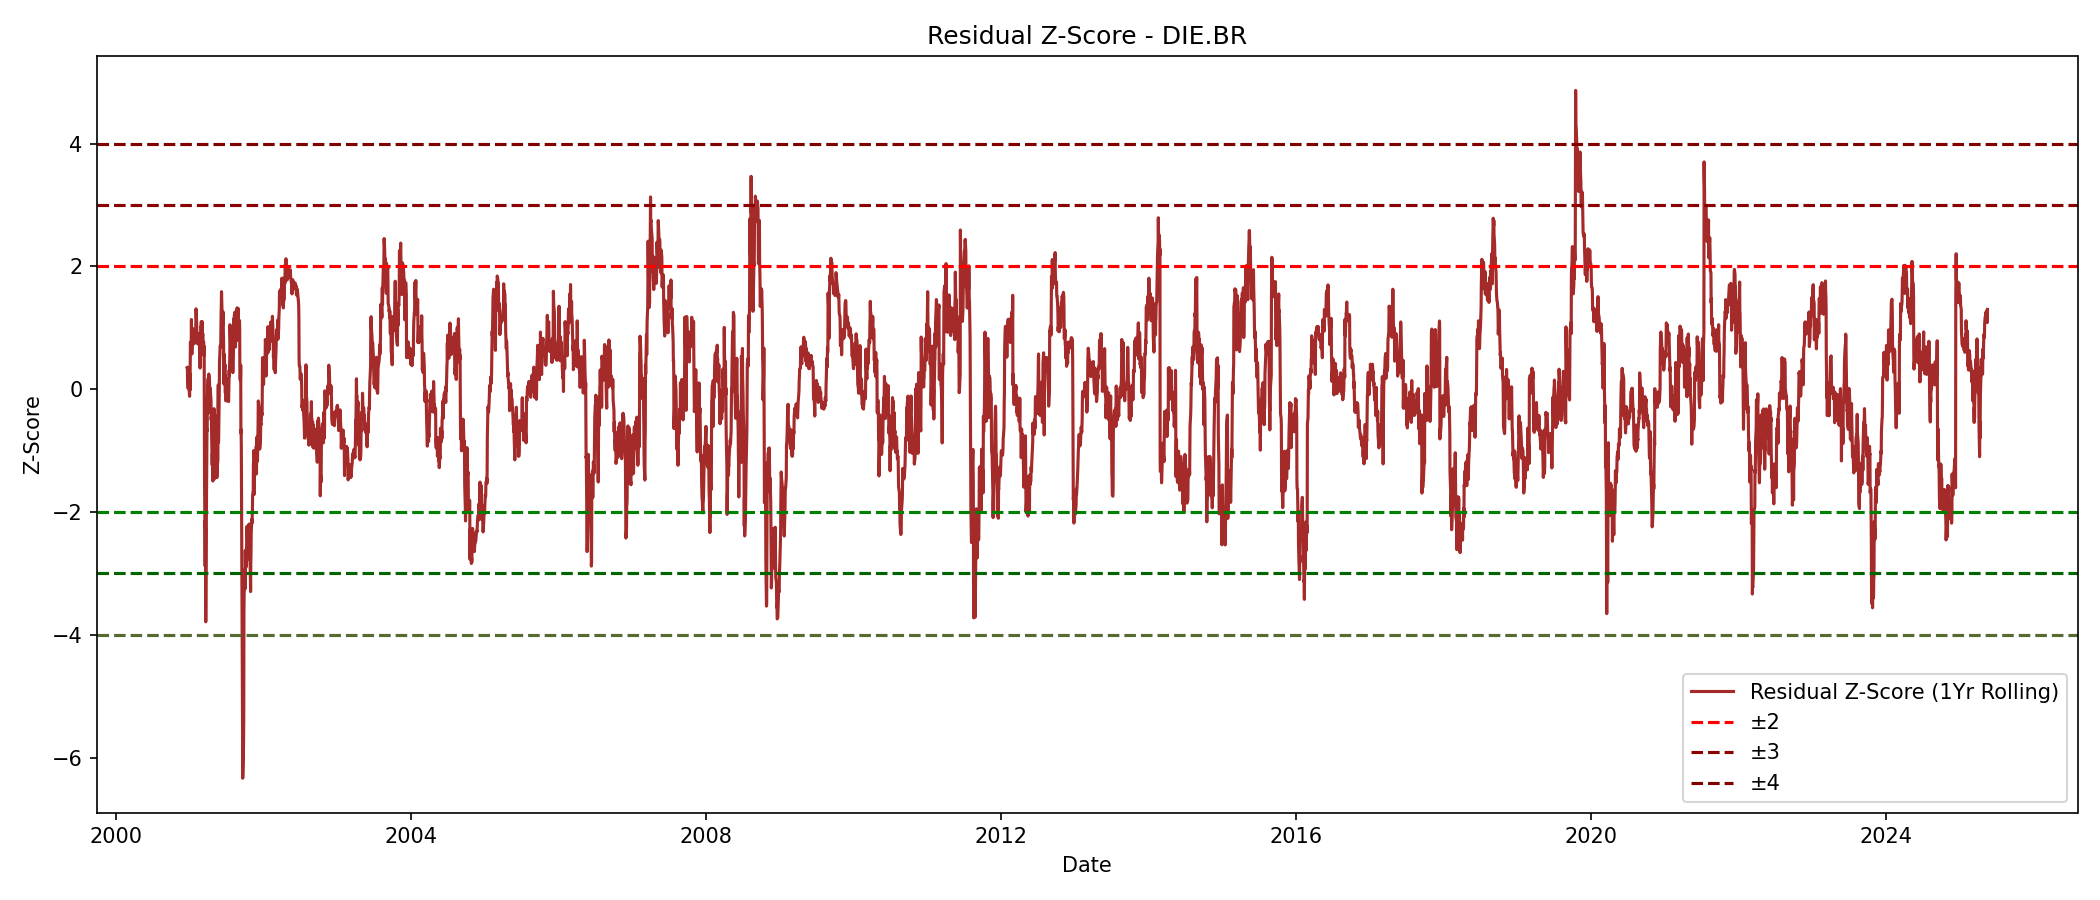 Residual Z-Score - DIE.BR
Z-Score
4
2
0
−2
−4
−6
2000 2004 2008 2012 2016 2020 2024
Date
Residual Z-Score (1Yr Rolling)
±2
±3
±4